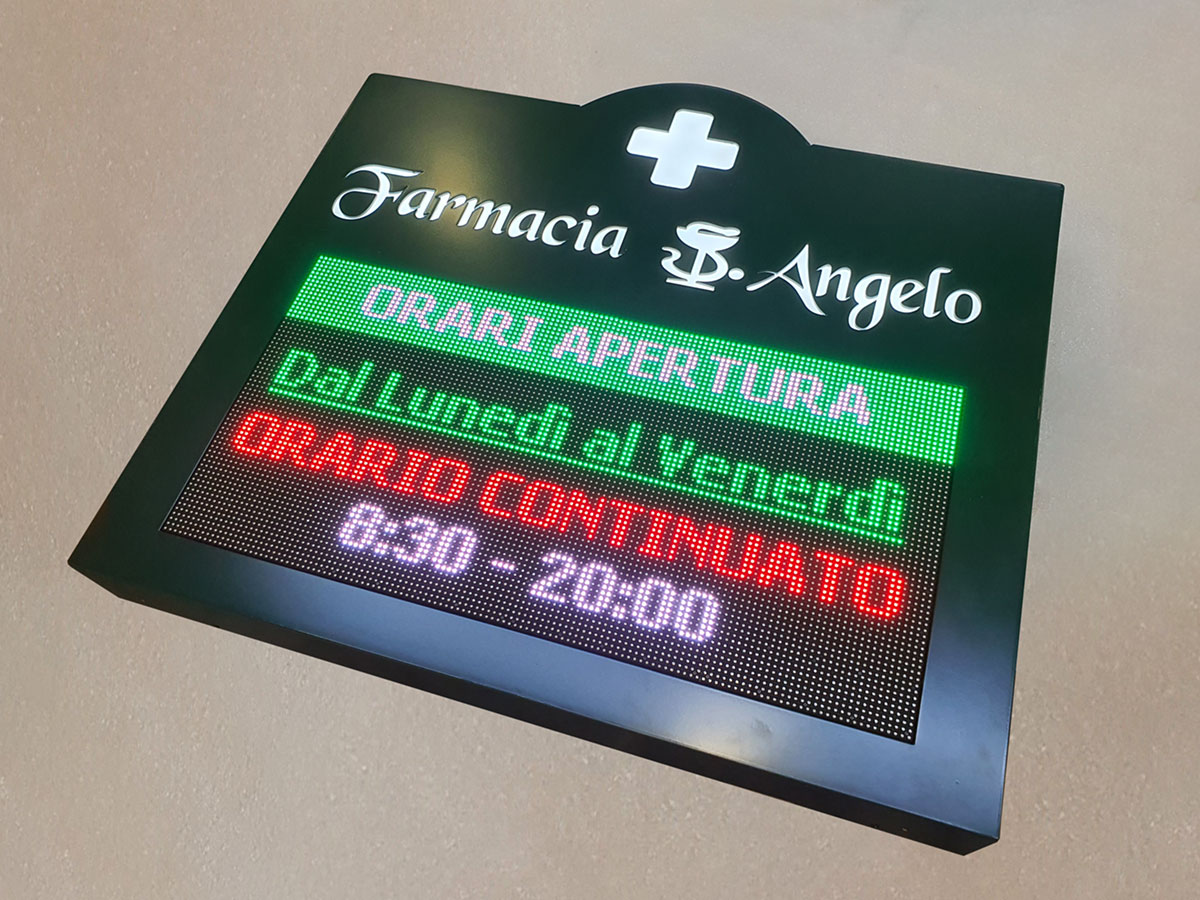 Farmacia S. Angelo
ORARI APERTURA
Dal Lunedì al Venerdì
ORARIO CONTINUATO
8:30 - 20:00